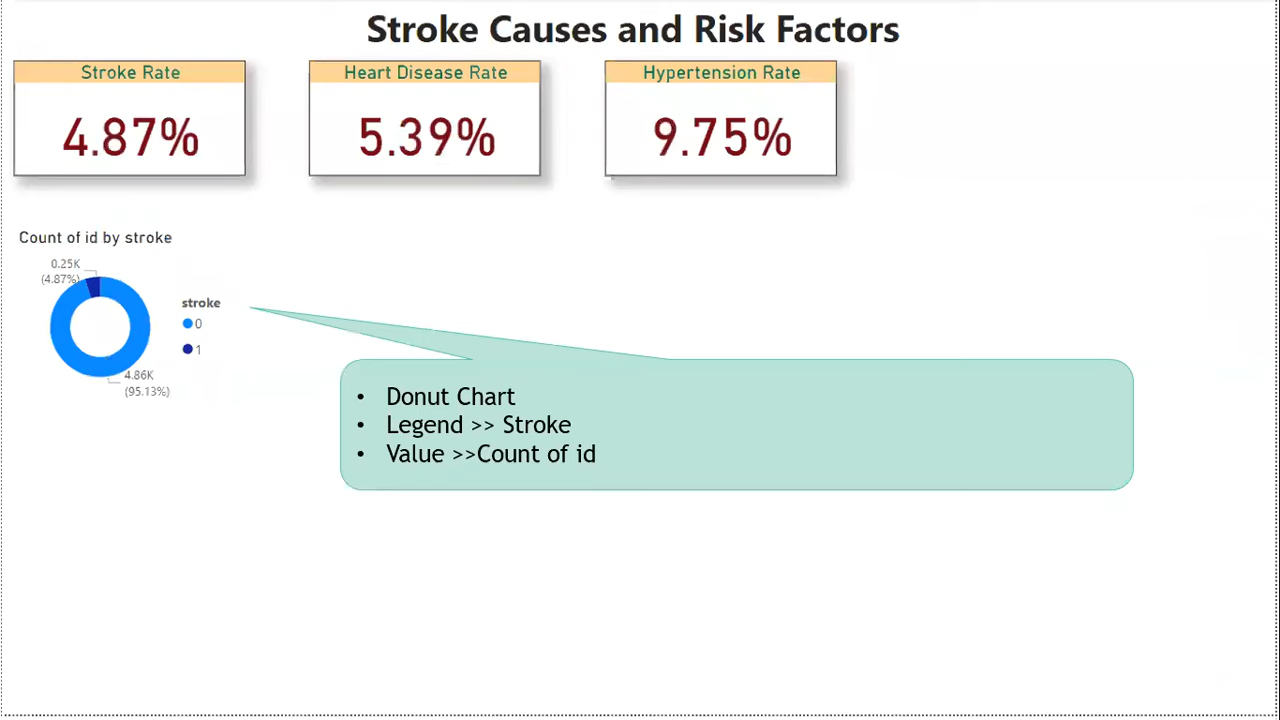 Stroke Causes and Risk Factors
Stroke Rate
4.87%
Heart Disease Rate
5.39%
Hypertension Rate
9.75%
Count of id by stroke
0.25K
(4.87%)
4.86K
(95.13%)
stroke
0
1
• Donut Chart
• Legend >> Stroke
• Value >>Count of id